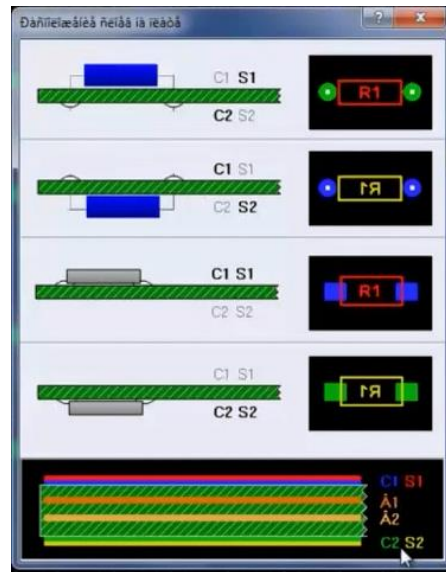 Ðàñïîëîæåíèå ñëîåâ íà ïëàòå
?
C1 S1
C2 S2
R1
C1 S1
C2 S2
R1
C1 S1
C2 S2
R1
C1 S1
C2 S2
R1
C1 S1
Â1
Â2
C2 S2